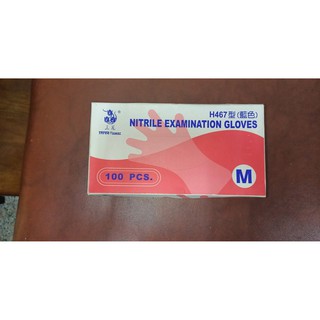 H467型(藍色)
NITRILE EXAMINATION GLOVES
100 PCS.
M